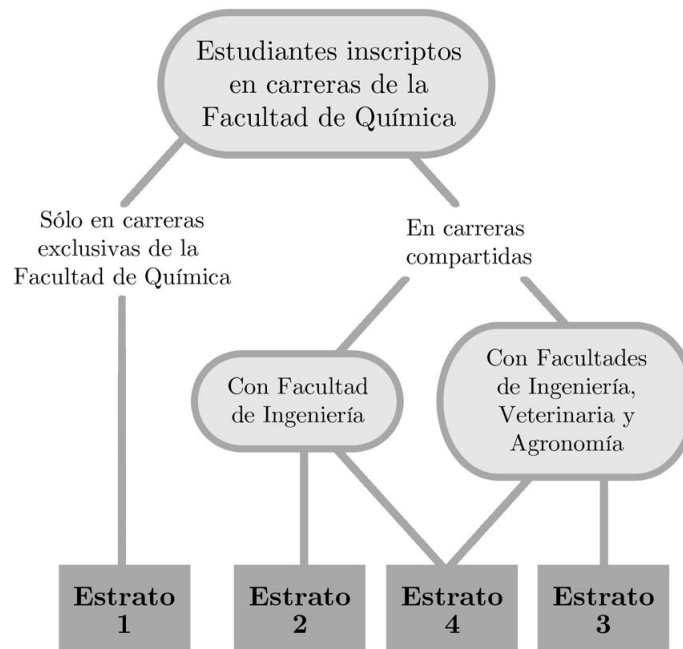 Estudiantes inscriptos
en carreras de la
Facultad de Química
Sólo en carreras
exclusivas de la
Facultad de Química
En carreras
compartidas
Con Facultad
de Ingeniería
Con Facultades
de Ingeniería,
Veterinaria y
Agronomía
Estrato
1
Estrato
2
Estrato
4
Estrato
3